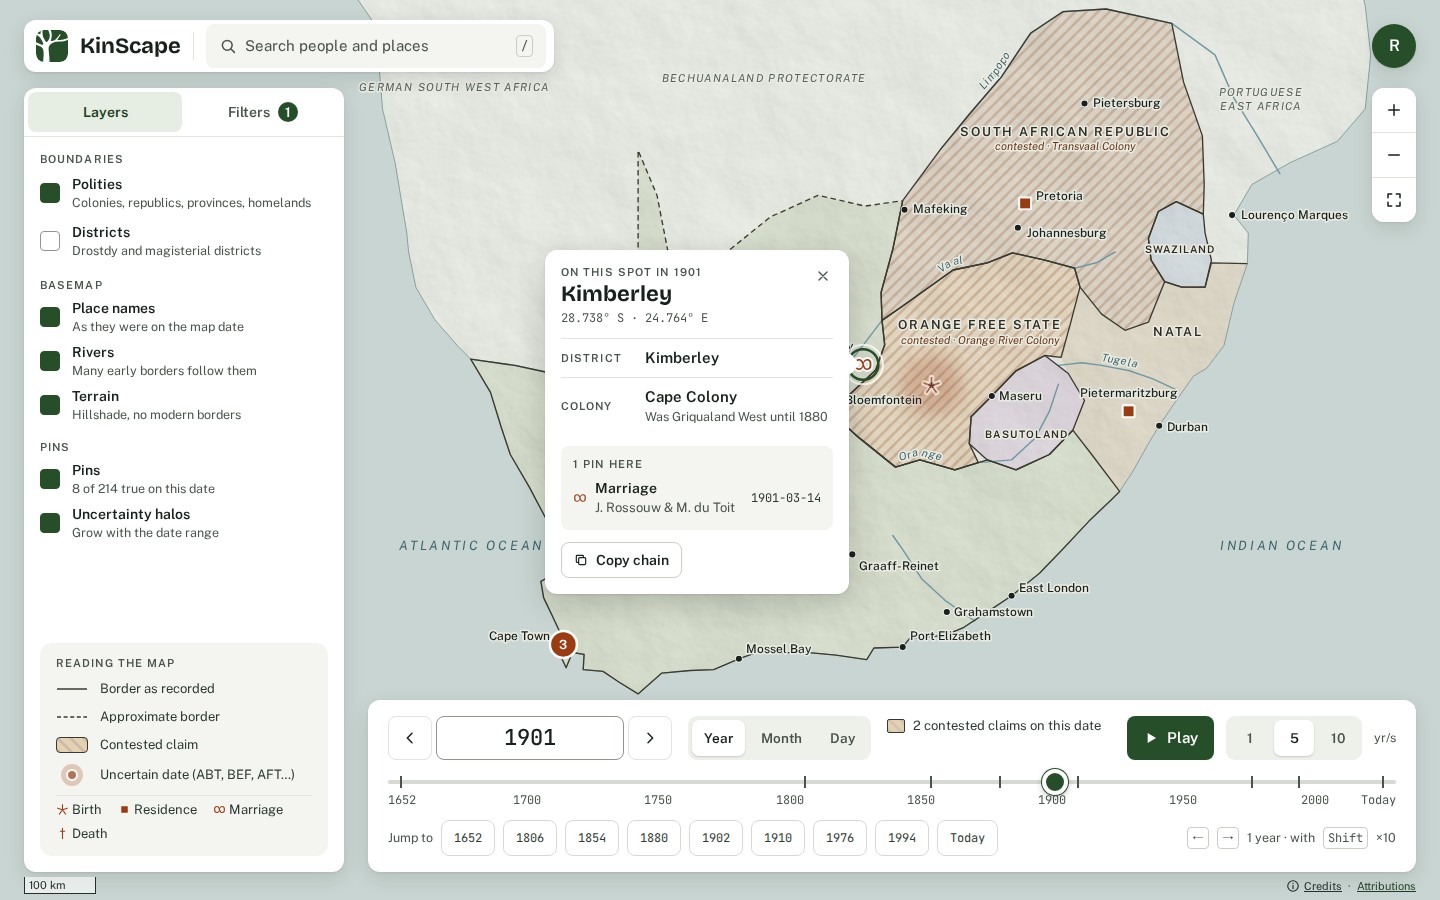 KinScape
Search people and places
/
R
Layers
Filters 1
BOUNDARIES
Polities
Colonies, republics, provinces, homelands
Districts
Drostdy and magisterial districts
BASEMAP
Place names
As they were on the map date
Rivers
Many early borders follow them
Terrain
Hillshade, no modern borders
PINS
Pins
8 of 214 true on this date
Uncertainty halos
Grow with the date range
READING THE MAP
Border as recorded
Approximate border
Contested claim
Uncertain date (ABT, BEF, AFT…)
Birth
Residence
Marriage
Death
100 km
GERMAN SOUTH WEST AFRICA
BECHUANALAND PROTECTORATE
Limpopo
PORTUGUESE
EAST AFRICA
Pietersburg
SOUTH AFRICAN REPUBLIC
contested · Transvaal Colony
Pretoria
Mafeking
Johannesburg
Lourenço Marques
SWAZILAND
Vaal
ORANGE FREE STATE
contested · Orange River Colony
NATAL
Tugela
Bloemfontein
Maseru
Pietermaritzburg
Durban
BASUTOLAND
Orange
ATLANTIC OCEAN
INDIAN OCEAN
Graaff-Reinet
East London
Grahamstown
Port Elizabeth
Mossel Bay
Cape Town
3
ON THIS SPOT IN 1901
Kimberley
28.738° S · 24.764° E
DISTRICT
Kimberley
COLONY
Cape Colony
Was Griqualand West until 1880
1 PIN HERE
Marriage
J. Rossouw & M. du Toit
1901-03-14
Copy chain
1901
Year
Month
Day
2 contested claims on this date
Play
1
5
10
yr/s
1652
1700
1750
1800
1850
1900
1950
2000
Today
Jump to
1652
1806
1854
1880
1902
1910
1976
1994
Today
← → 1 year · with Shift ×10
Credits · Attributions